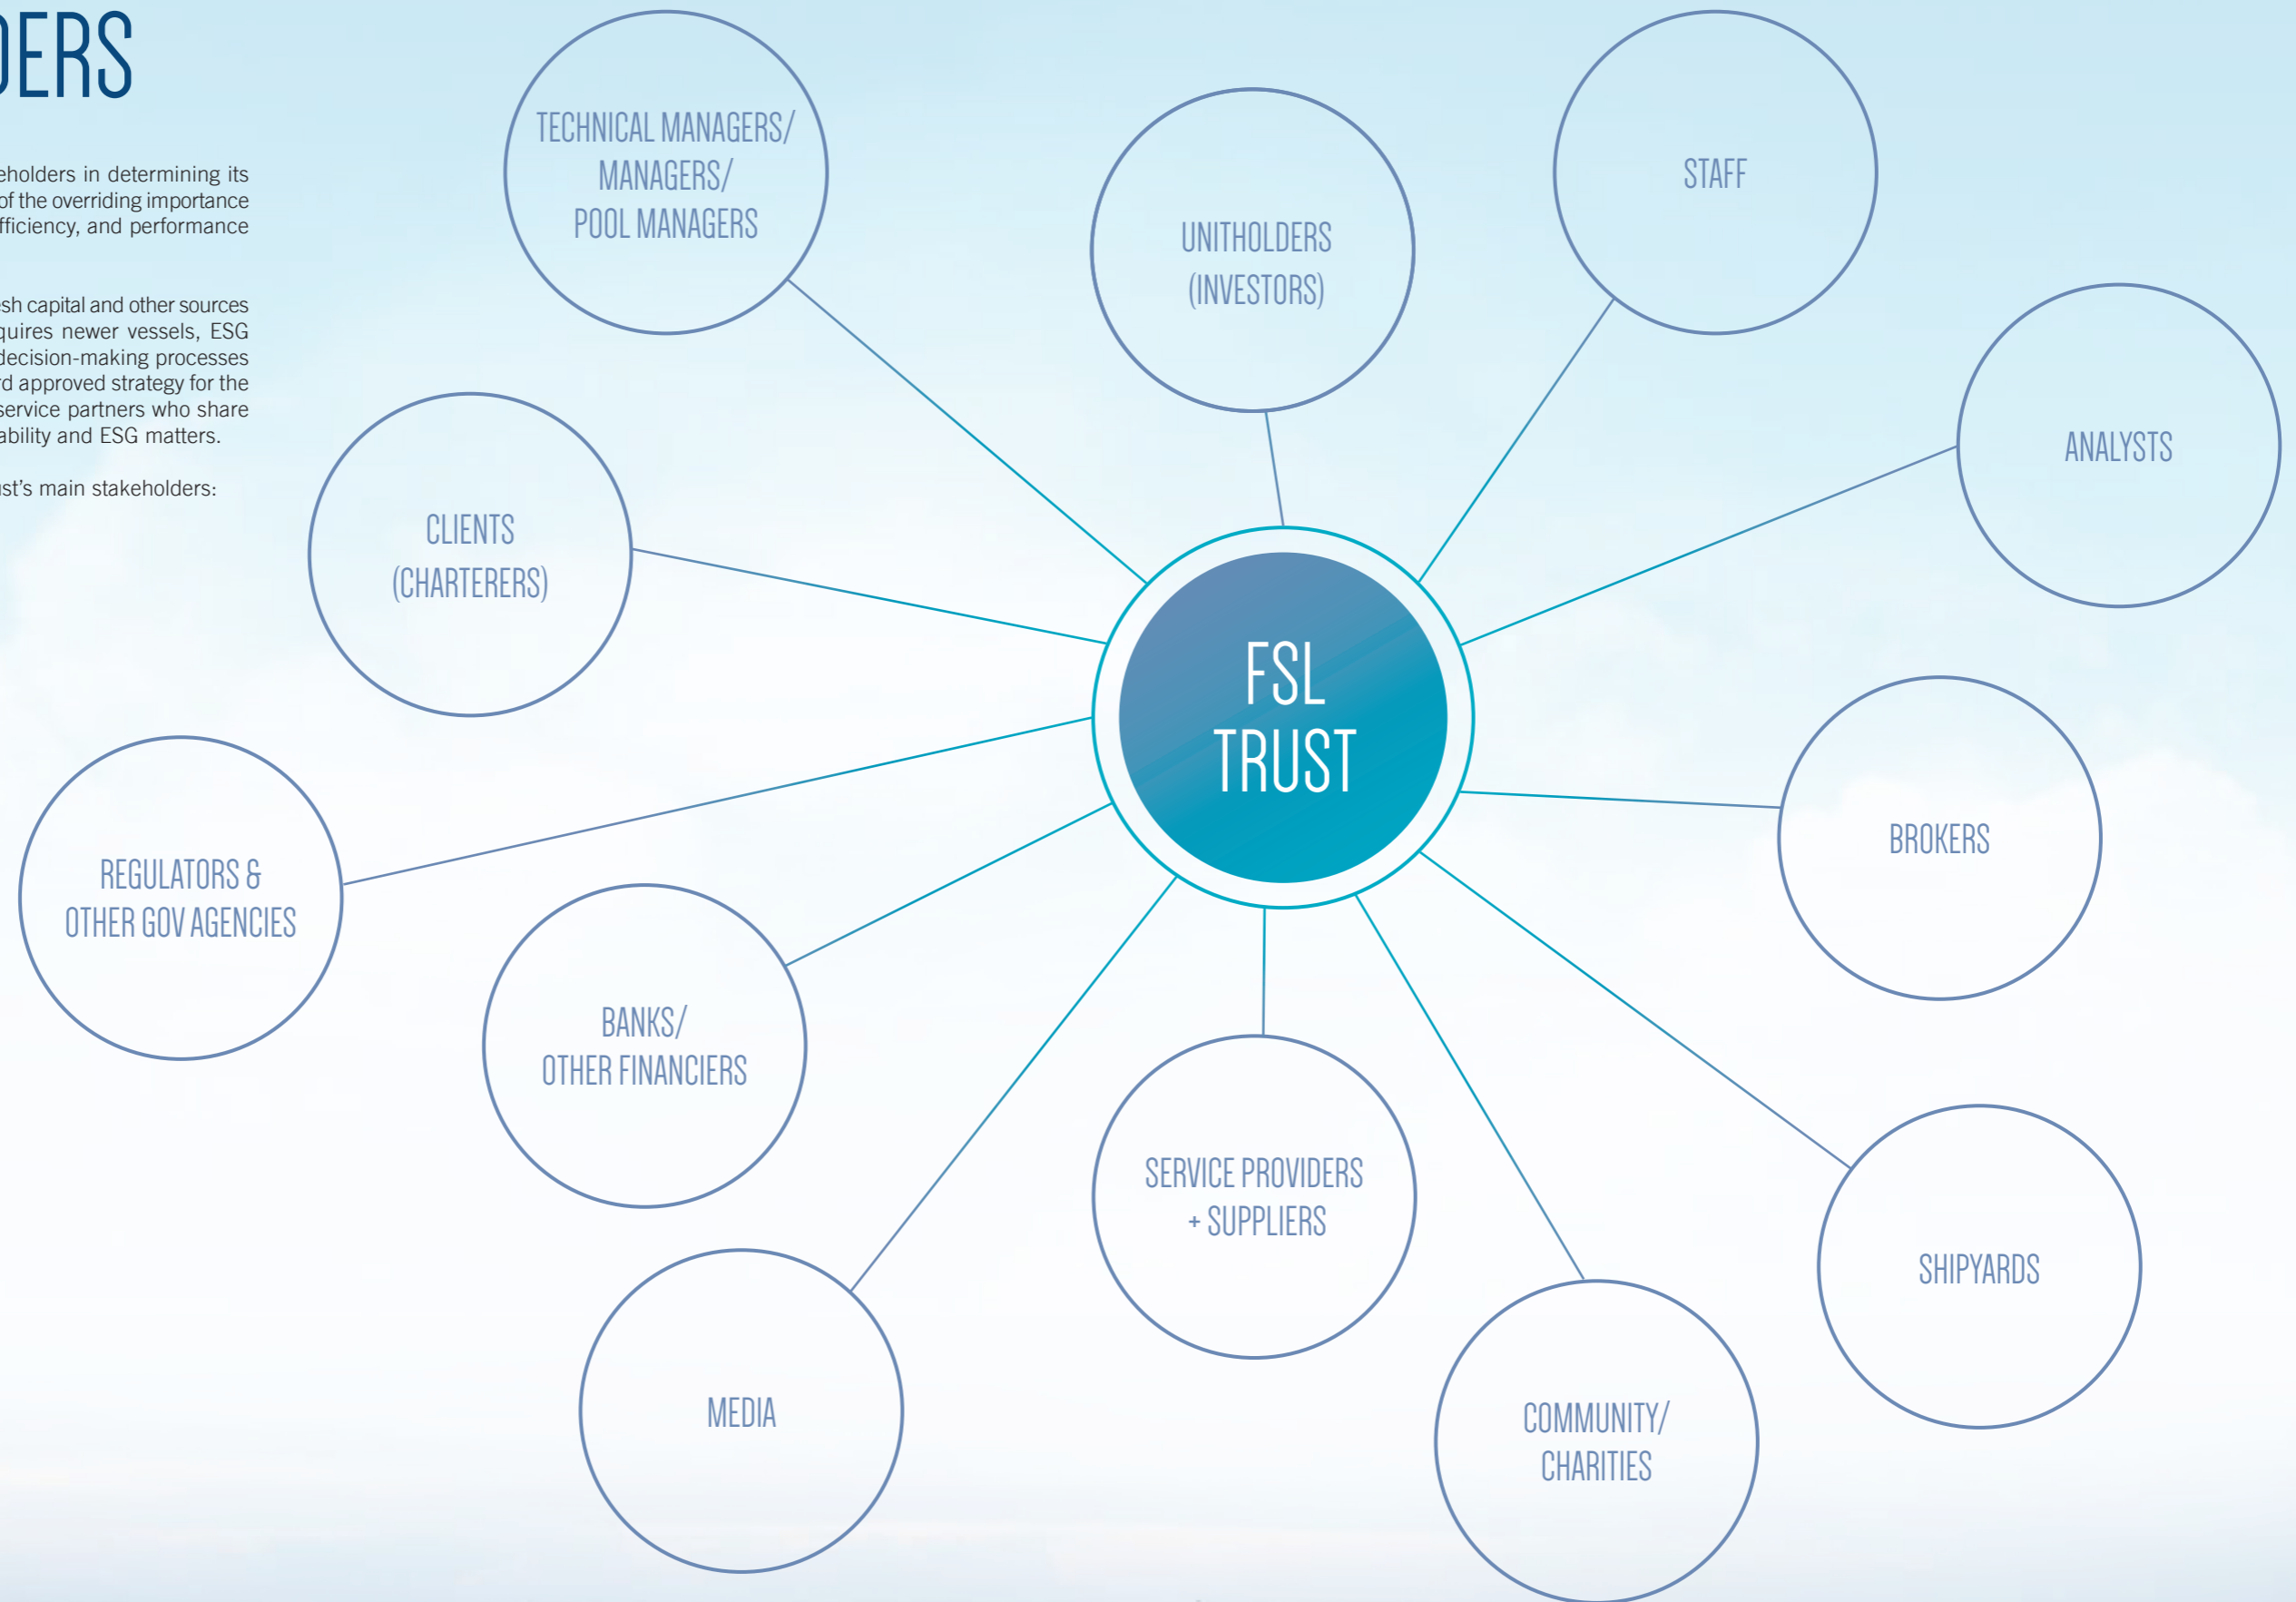 DERS
eholders in determining its
of the overriding importance
fficiency, and performance
esh capital and other sources
quires newer vessels, ESG
decision-making processes
rd approved strategy for the
service partners who share
ability and ESG matters.
ust's main stakeholders:
TECHNICAL MANAGERS/
MANAGERS/
POOL MANAGERS
UNITHOLDERS
(INVESTORS)
STAFF
ANALYSTS
CLIENTS
(CHARTERERS)
FSL
TRUST
BROKERS
REGULATORS &
OTHER GOV AGENCIES
BANKS/
OTHER FINANCIERS
SERVICE PROVIDERS
+ SUPPLIERS
SHIPYARDS
MEDIA
COMMUNITY/
CHARITIES